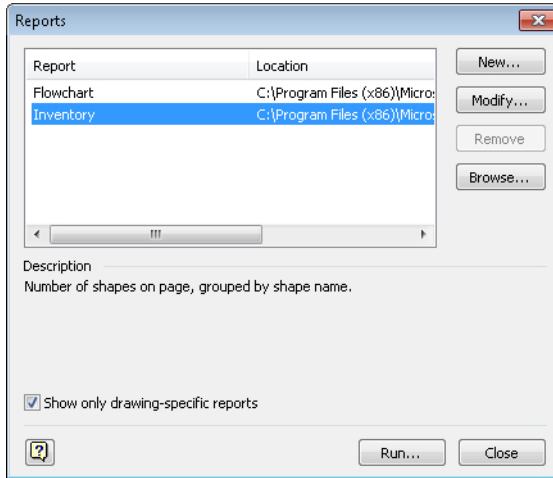 Reports
Report Location
Flowchart C:\Program Files (x86)\Micros
Inventory C:\Program Files (x86)\Micros
New...
Modify...
Remove
Browse...
Description
Number of shapes on page, grouped by shape name.
Show only drawing-specific reports
Run...
Close